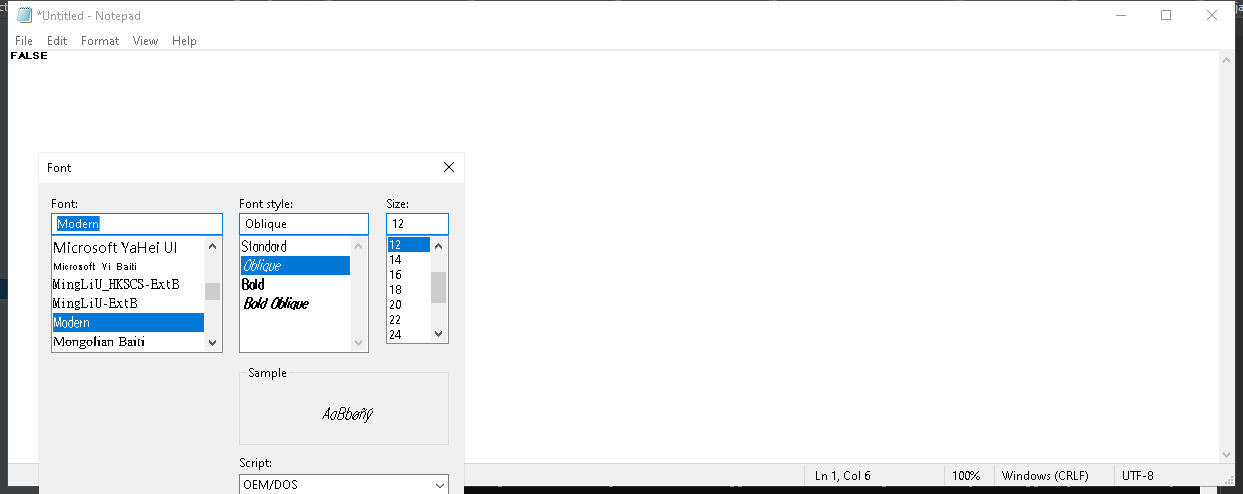 *Untitled - Notepad
File Edit Format View Help
FALSE
Font
Font: Font style: Size:
Modern Oblique 12
Microsoft YaHei UI
Microsoft Yi Baiti
MingLiU_HKSCS-ExtB
MingLiU-ExtB
Modern
Mongolian Baiti
Standard
Oblique
Bold
Bold Oblique
12
14
16
18
20
22
24
Sample
AaBbøñý
Script:
OEM/DOS
Ln 1, Col 6 100% Windows (CRLF) UTF-8